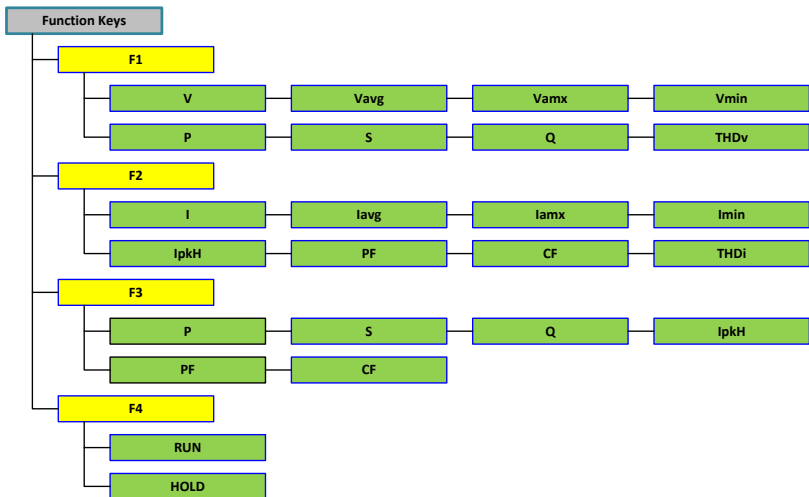 Function Keys
F1
V Vavg Vamx Vmin
P S Q THDv
F2
I Iavg Iamx Imin
IpkH PF CF THDi
F3
P S Q IpkH
PF CF
F4
RUN
HOLD